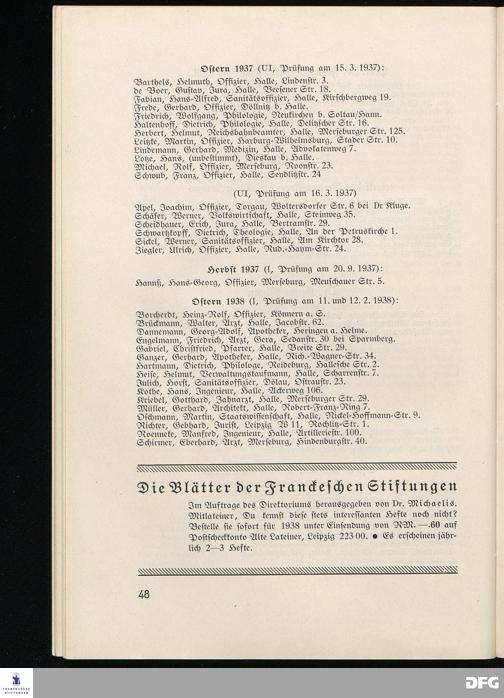 Ostern 1937 (UI, Prüfung am 15. 3. 1937):
Barthels, Helmuth, Offizier, Halle, Lindenstr. 3.
de Boer, Gustav, Jura, Halle, Beesener Str. 18.
Fabian, Hans-Alfred, Sanitätsoffizier, Halle, Kirschbergweg 19.
Frede, Gerhard, Offizier, Döllnitz b. Halle.
Friedrich, Wolfgang, Philologie, Neukirchen b. Soltau/Hann.
Haltenhoff, Dietrich, Philologie, Halle, Delitzscher Str. 16.
Herbert, Helmut, Reichsbahnbeamter, Halle, Merseburger Str. 125.
Leitzke, Martin, Offizier, Harburg-Wilhelmsburg, Stader Str. 10.
Lindemann, Gerhard, Medizin, Halle, Advokatenweg 7.
Lotze, Hans, (unbestimmt), Dieskau b. Halle.
Michael, Rolf, Offizier, Merseburg, Roonstr. 23.
Schwub, Franz, Offizier, Halle, Seydlitzstr. 24
(UI, Prüfung am 16. 3. 1937)
Apel, Joachim, Offizier, Torgau, Woltersdorfer Str. 6 bei Dr Kluge.
Schäfer, Werner, Volkswirtschaft, Halle, Steinweg 35.
Scheidhauer, Erich, Jura, Halle, Bertramstr. 29.
Schwartzkopff, Dietrich, Theologie, Halle, An der Petruskirche 1.
Sickel, Werner, Sanitätsoffizier, Halle, Am Kirchtor 28.
Ziegler, Ulrich, Offizier, Halle, Rud.-Haym-Str. 24.
Herbst 1937 (I, Prüfung am 20. 9. 1937):
Hannß, Hans-Georg, Offizier, Merseburg, Meuschauer Str. 5.
Ostern 1938 (I, Prüfung am 11. und 12. 2. 1938):
Borcherdt, Heinz-Rolf, Offizier, Könnern a. S.
Brückmann, Walter, Arzt, Halle, Jacobstr. 62.
Dannemann, Georg-Adolf, Apotheker, Heringen a. Helme.
Engelmann, Friedrich, Arzt, Gera, Sedanstr. 30 bei Sparmberg.
Gabriel, Christfried, Pfarrer, Halle, Breite Str. 29.
Ganzer, Gerhard, Apotheker, Halle, Rich.-Wagner-Str. 34.
Hartmann, Dietrich, Philologe, Reideburg, Hallesche Str. 2.
Heise, Helmut, Verwaltungskaufmann, Halle, Scharrenstr. 7.
Julich, Horst, Sanitätsoffizier, Dölau, Ostraustr. 23.
Kothe, Hans, Ingenieur, Halle, Ackerweg 106.
Kriebel, Gotthard, Zahnarzt, Halle, Merseburger Str. 29.
Müller, Gerhard, Architekt, Halle, Robert-Franz-Ring 7.
Oschmann, Martin, Staatswissenschaft, Halle, Nickel-Hoffmann-Str. 9.
Richter, Gebhard, Jurist, Leipzig W 11, Rochlitz-Str. 1.
Roenneke, Manfred, Ingenieur, Halle, Artilleriestr. 100.
Schirmer, Eberhard, Arzt, Merseburg, Hindenburgstr. 40.
Die Blätter der Franckeschen Stiftungen
Im Auftrage des Direktoriums herausgegeben von Dr. Michaelis.
Mitlateiner, Du kennst diese stets interessanten Hefte noch nicht?
Bestelle sie sofort für 1938 unter Einsendung von RM. —.60 auf
Postscheckkonto Alte Lateiner, Leipzig 223 00. ● Es erscheinen jähr-
lich 2—3 Hefte.
48
FRANCKESCHE
STIFTUNGEN
DFG